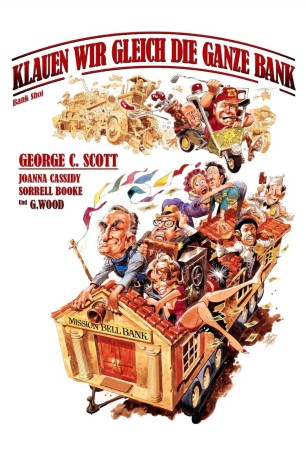 KLAUEN WIR GLEICH DIE GANZE BANK
Bank Shot
GEORGE C. SCOTT
JOANNA CASSIDY
SORRELL BOOKE
Und G.WOOD
MISSION BELL BANK